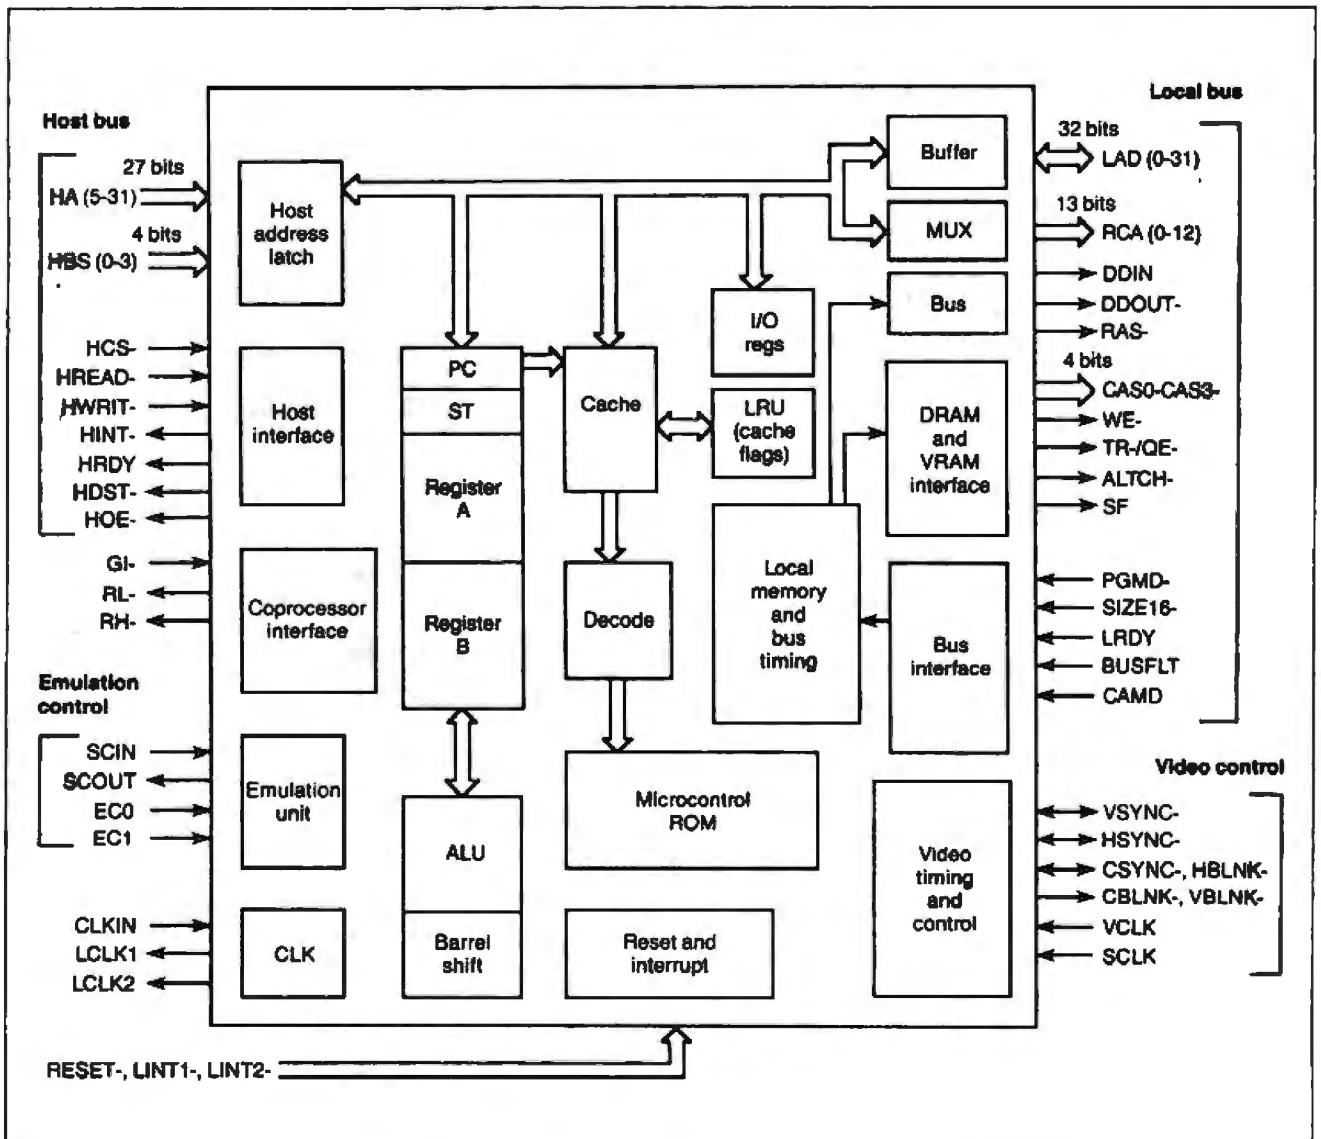 Host bus
27 bits
HA (5-31)
4 bits
HBS (0-3)
HCS-
HREAD-
HWRIT-
HINT-
HRDY
HDST-
HOE-
GI-
RL-
RH-
Emulation
control
SCIN
SCOUT
EC0
EC1
CLKIN
LCLK1
LCLK2
RESET-, LINT1-, LINT2-
Host
address
latch
Host
interface
Coprocessor
interface
Emulation
unit
CLK
PC
ST
Register
A
Register
B
ALU
Barrel
shift
Cache
Decode
Microcontrol
ROM
Reset and
interrupt
I/O
regs
LRU
(cache
flags)
Local
memory
and
bus
timing
Buffer
MUX
Bus
DRAM
and
VRAM
interface
Bus
interface
Video
timing
and
control
Local bus
32 bits
LAD (0-31)
13 bits
RCA (0-12)
DDIN
DDOUT-
RAS-
4 bits
CAS0-CAS3-
WE-
TR-/QE-
ALTCH-
SF
PGMD-
SIZE16-
LRDY
BUSFLT
CAMD
Video control
VSYNC-
HSYNC-
CSYNC-, HBLNK-
CBLNK-, VBLNK-
VCLK
SCLK